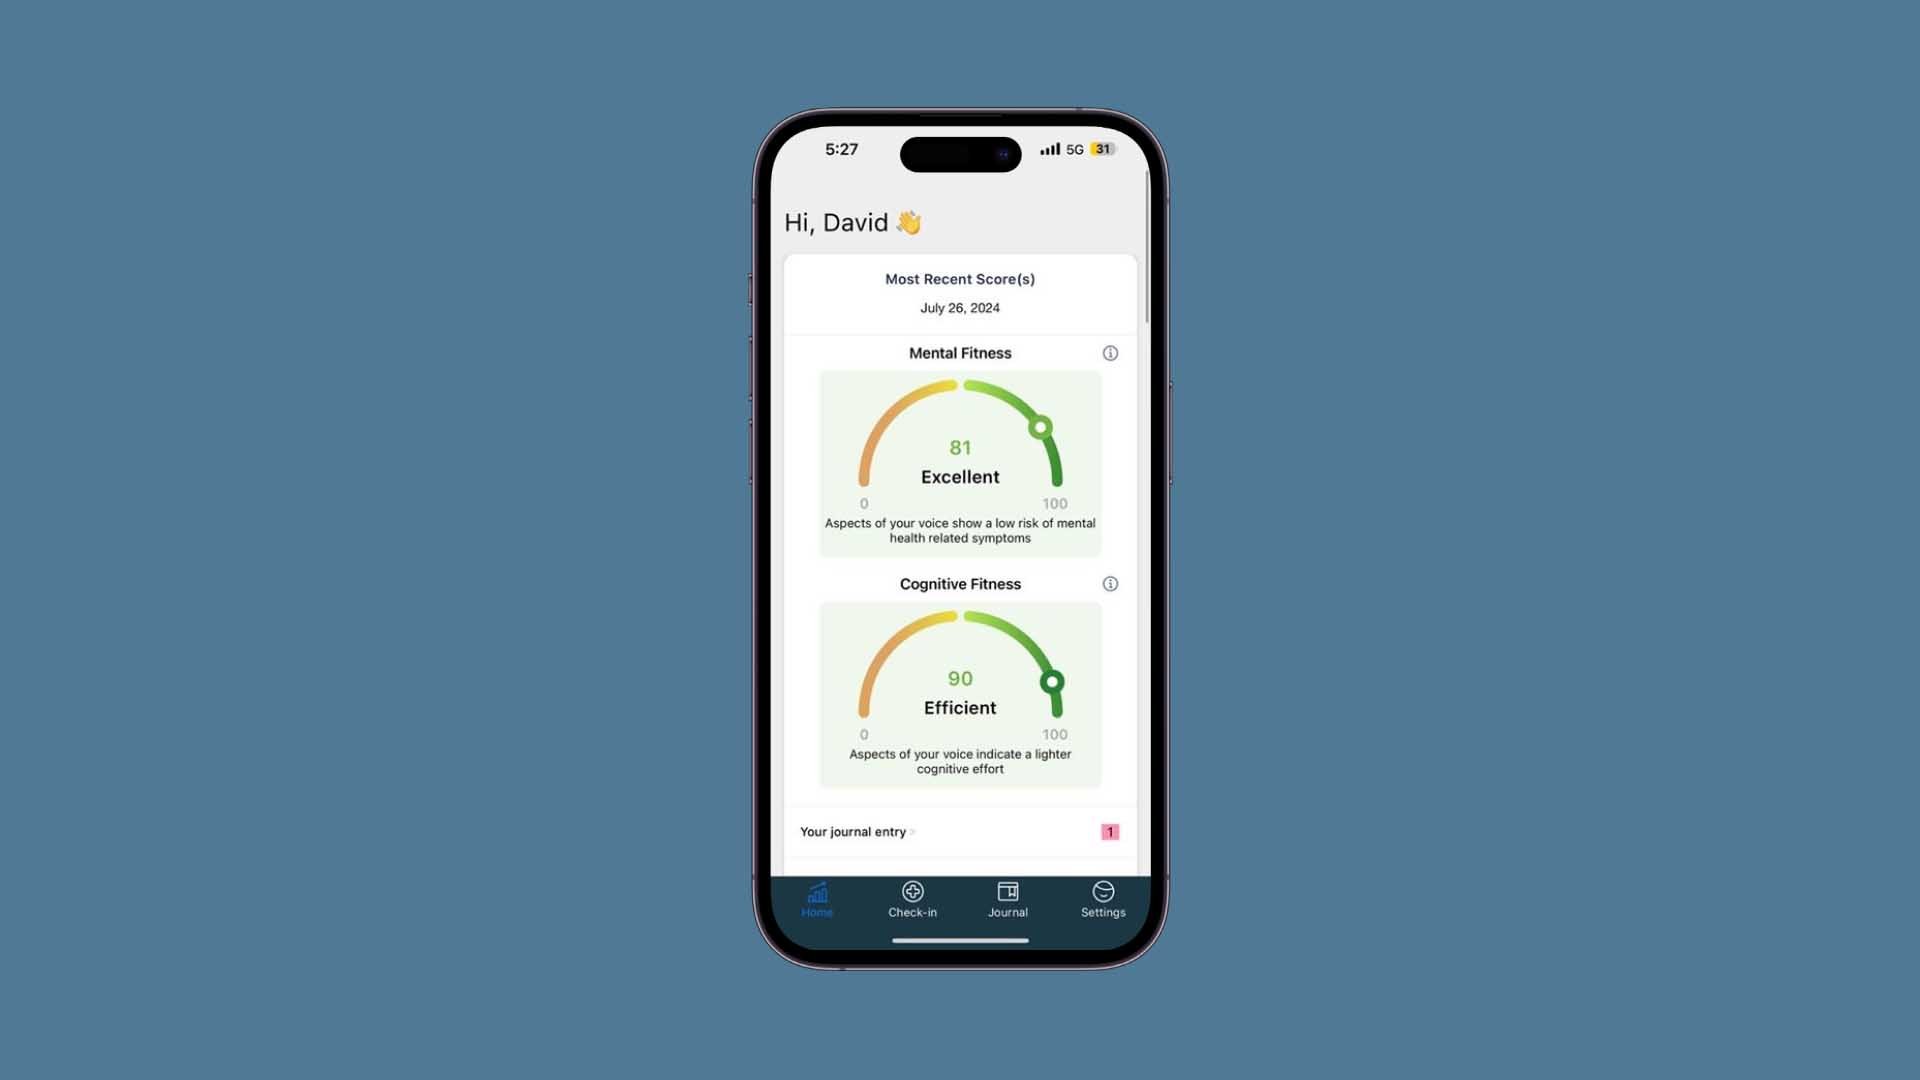 5:27
5G
31
Hi, David 👋
Most Recent Score(s)
July 26, 2024
Mental Fitness
81
Excellent
0 100
Aspects of your voice show a low risk of mental
health related symptoms
Cognitive Fitness
90
Efficient
0 100
Aspects of your voice indicate a lighter
cognitive effort
Your journal entry >
1
Home Check-in Journal Settings